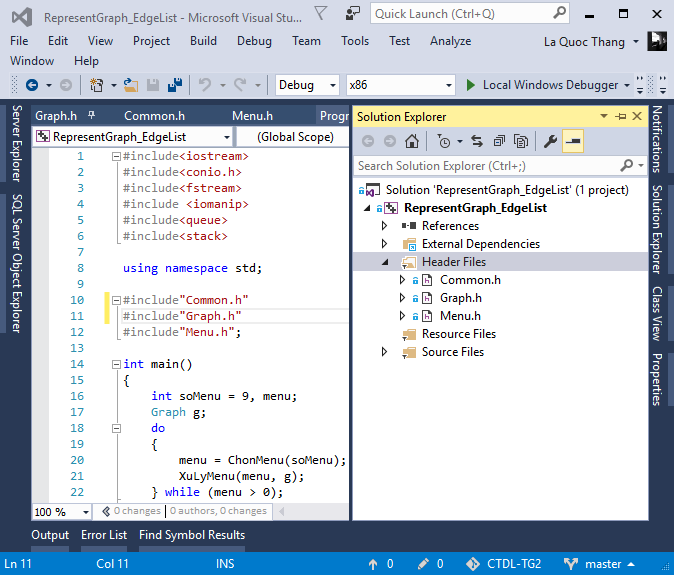 RepresentGraph_EdgeList - Microsoft Visual Stu...
Quick Launch (Ctrl+Q)
File Edit View Project Build Debug Team Tools Test Analyze
La Quoc Thang
Window Help
Debug x86 Local Windows Debugger
Server Explorer
SQL Server Object Explorer
Graph.h Common.h Menu.h Progr
RepresentGraph_EdgeList (Global Scope)
1 #include<iostream>
2 #include<conio.h>
3 #include<fstream>
4 #include <iomanip>
5 #include<queue>
6 #include<stack>
7
8 using namespace std;
9
10 #include"Common.h"
11 #include"Graph.h"
12 #include"Menu.h";
13
14 int main()
15 {
16 int soMenu = 9, menu;
17 Graph g;
18 do
19 {
20 menu = ChonMenu(soMenu);
21 XuLyMenu(menu, g);
22 } while (menu > 0);
100 % 0 changes | 0 authors, 0 changes
Solution Explorer
Search Solution Explorer (Ctrl+;)
Solution 'RepresentGraph_EdgeList' (1 project)
RepresentGraph_EdgeList
References
External Dependencies
Header Files
Common.h
Graph.h
Menu.h
Resource Files
Source Files
Notifications
Solution Explorer
Class View
Properties
Output Error List Find Symbol Results
Ln 11 Col 11 INS 0 0 CTDL-TG2 master